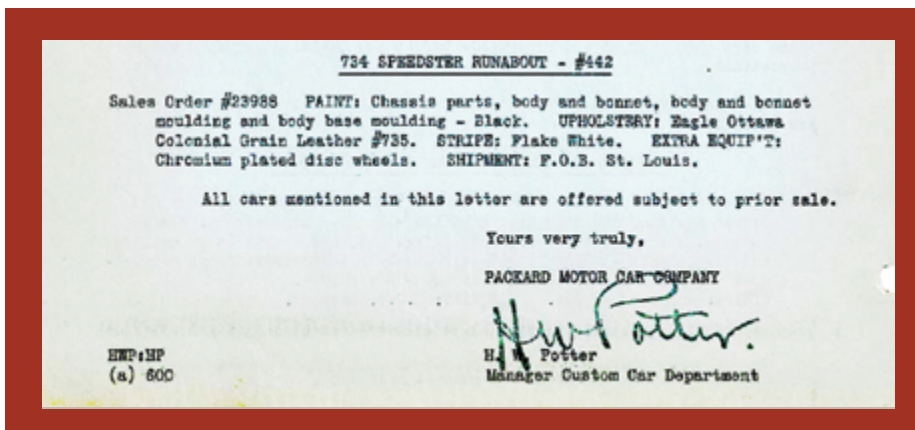 734 SPEEDSTER RUNABOUT - #442
Sales Order #23988 PAINT: Chassis parts, body and bonnet, body and bonnet
moulding and body base moulding - Black. UPHOLSTERY: Eagle Ottawa
Colonial Grain Leather #735. STRIPE: Flake White. EXTRA EQUIP'T:
Chromium plated disc wheels. SHIPMENT: F.O.B. St. Louis.
All cars mentioned in this letter are offered subject to prior sale.
Yours very truly,
PACKARD MOTOR CAR COMPANY
H.W. Potter.
H. W. Potter
HWP:HP
(a) 600
Manager Custom Car Department